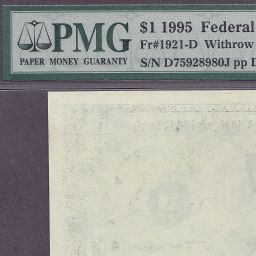 PMG
PAPER MONEY GUARANTY
$1 1995 Federal
Fr#1921-D Withrow
S/N D75928980J pp D